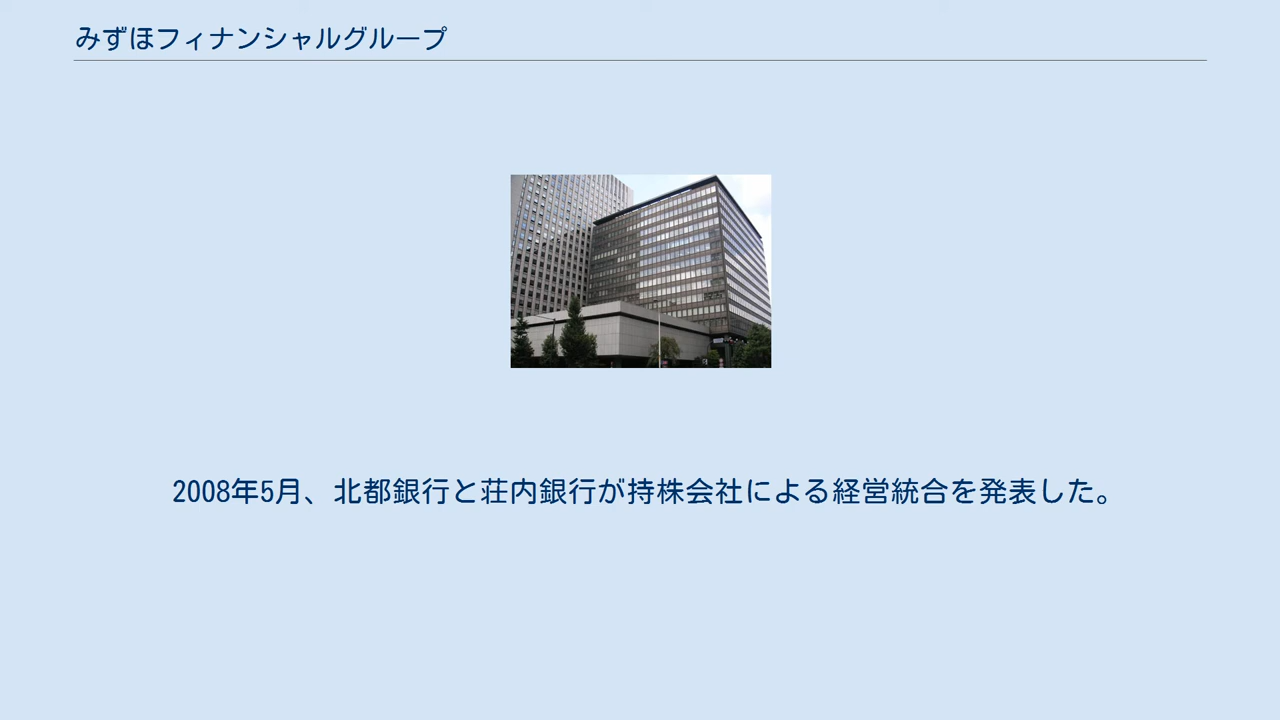 みずほフィナンシャルグループ
2008年5月、北都銀行と荘内銀行が持株会社による経営統合を発表した。